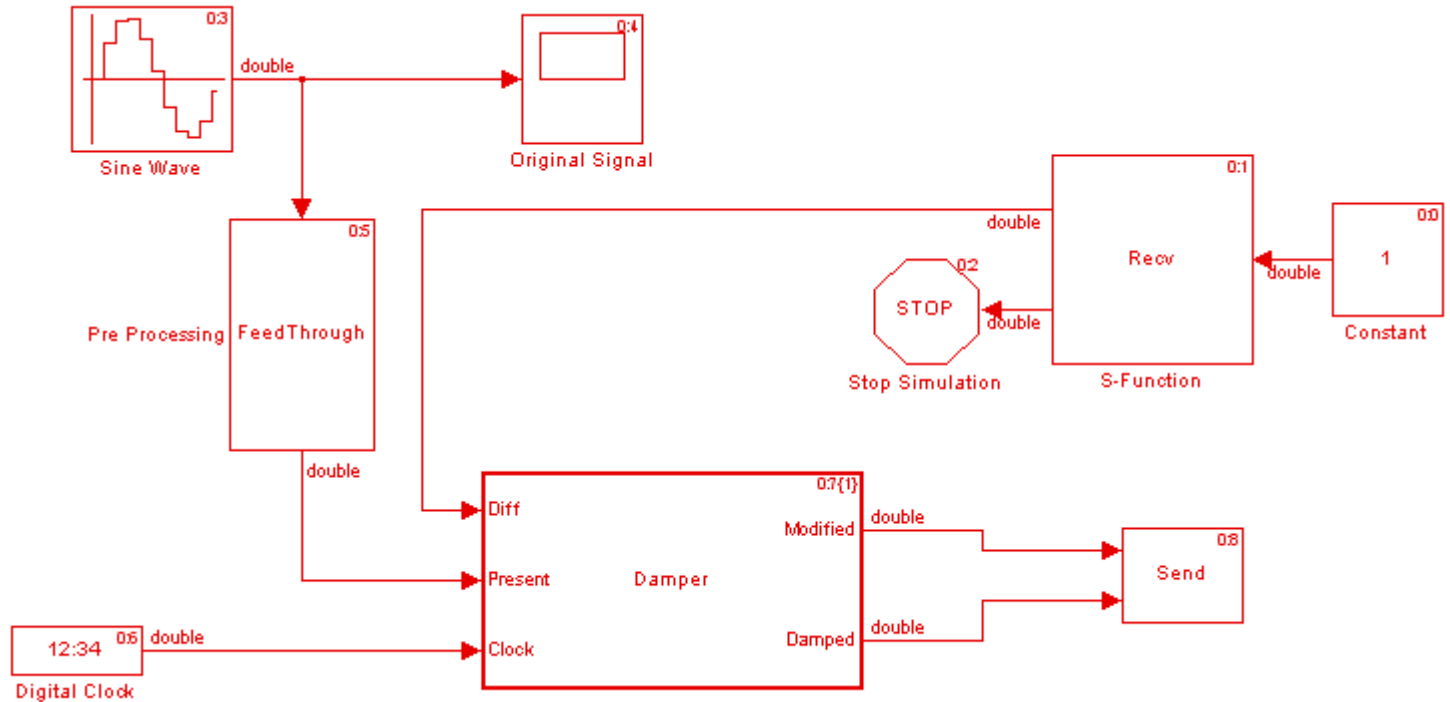 0:3
double
Sine Wave
0:4
Original Signal
0:5
Pre Processing
FeedThrough
double
0:1
Recv
S-Function
double
double
0:2
STOP
Stop Simulation
0:0
1
double
Constant
0:7{1}
Diff
Present
Clock
Damper
Modified
Damped
double
double
0:8
Send
12:34
0:6
double
Digital Clock